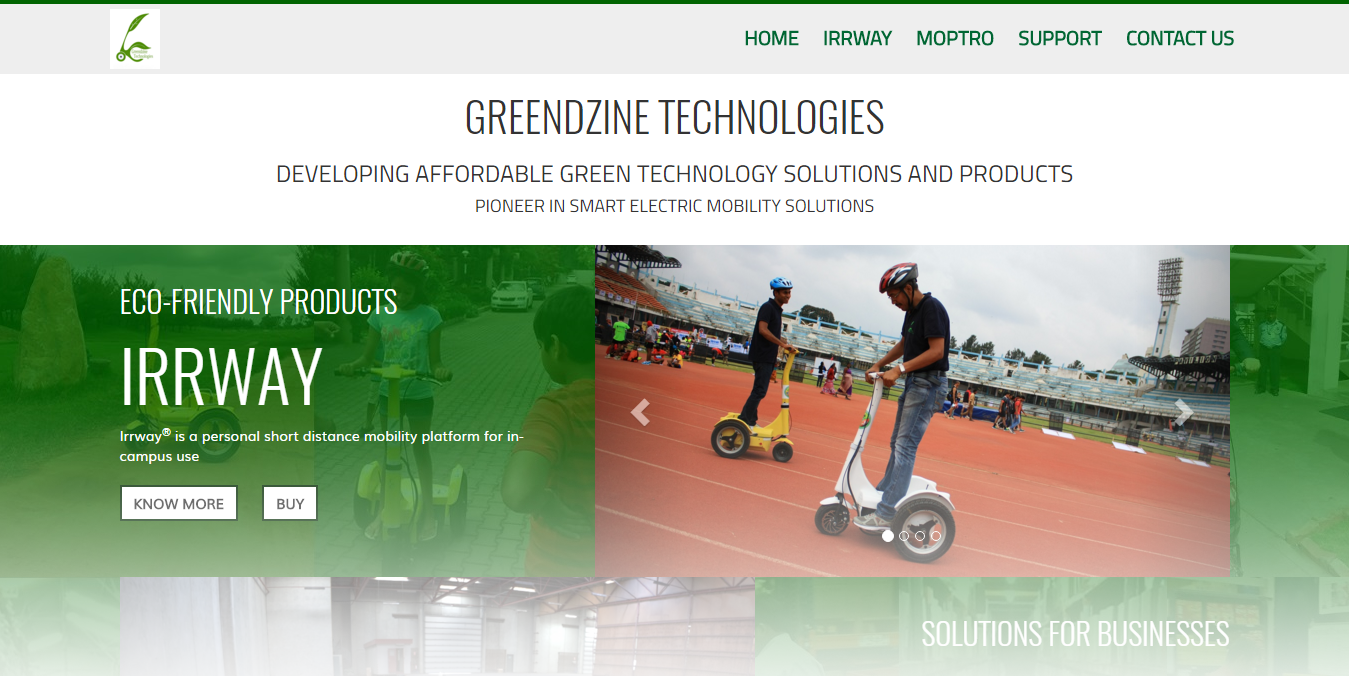 HOME IRRWAY MOPTRO SUPPORT CONTACT US
GREENDZINE TECHNOLOGIES
DEVELOPING AFFORDABLE GREEN TECHNOLOGY SOLUTIONS AND PRODUCTS
PIONEER IN SMART ELECTRIC MOBILITY SOLUTIONS
ECO-FRIENDLY PRODUCTS
IRRWAY
Irrway® is a personal short distance mobility platform for in-
campus use
KNOW MORE BUY
SOLUTIONS FOR BUSINESSES